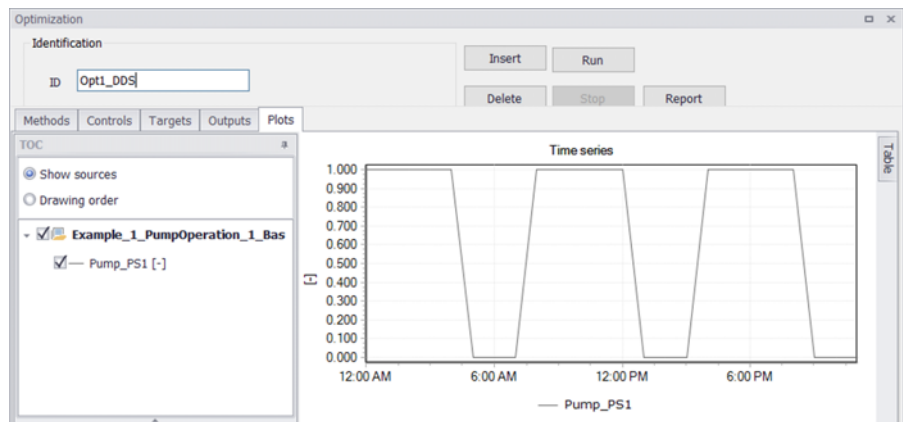 Optimization
Identification
ID Opt1_DDS
Insert Run
Delete Stop Report
Methods Controls Targets Outputs Plots
TOC
Show sources
Drawing order
Example_1_PumpOperation_1_Bas
Pump_PS1 [-]
Time series
1.000
0.900
0.800
0.700
0.600
0.500
0.400
0.300
0.200
0.100
0.000
[-]
12:00 AM 6:00 AM 12:00 PM 6:00 PM
Pump_PS1
Table